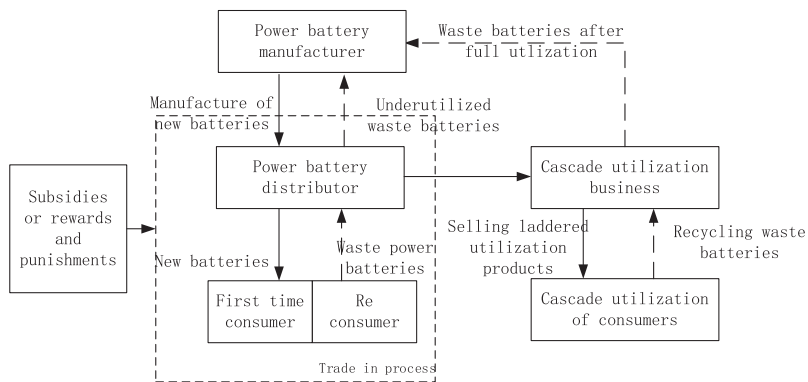 Power battery
manufacturer
Waste batteries after
full utlization
Manufacture of
new batteries
Underutilized
waste batteries
Subsidies
or rewards
and
punishments
Power battery
distributor
Cascade utilization
business
New batteries
Waste power
batteries
Selling laddered
utilization
products
Recycling waste
batteries
First time
consumer
Re
consumer
Cascade utilization
of consumers
Trade in process